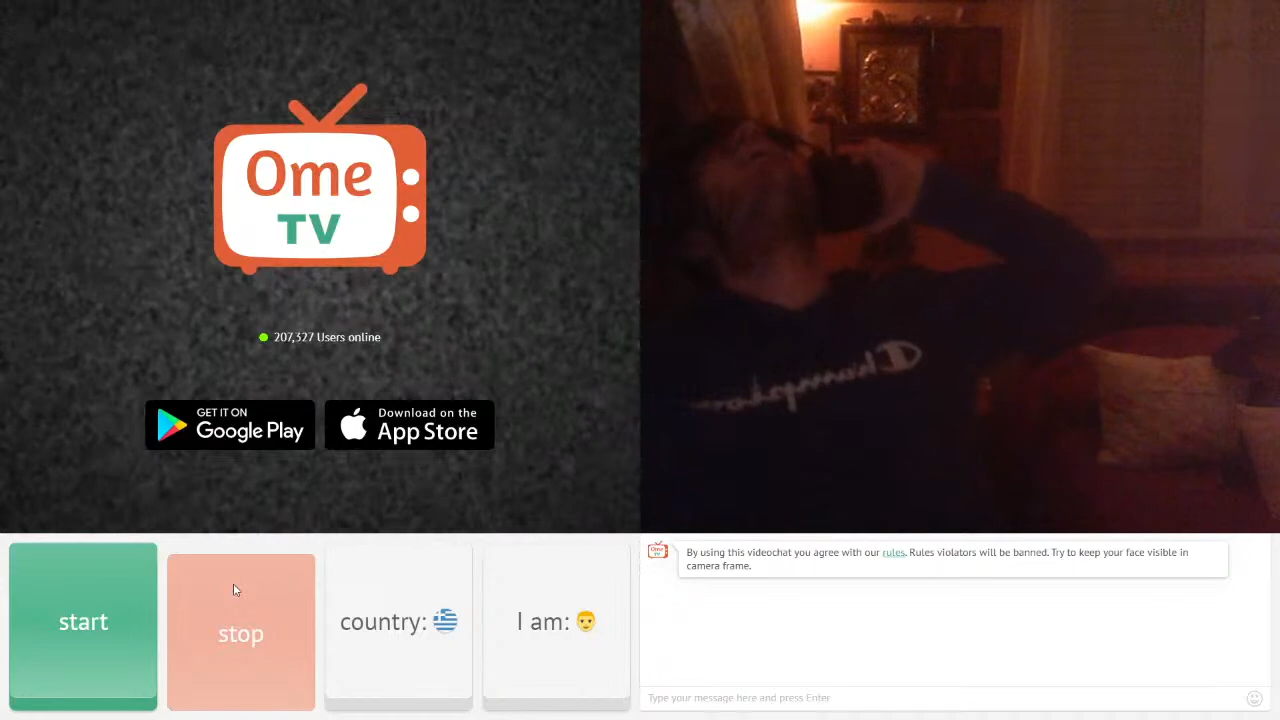 Ome
TV
207,327 Users online
GET IT ON
Google Play
Download on the
App Store
Champion
start
stop
country:
I am:
By using this videochat you agree with our rules. Rules violators will be banned. Try to keep your face visible in
camera frame.
Type your message here and press Enter